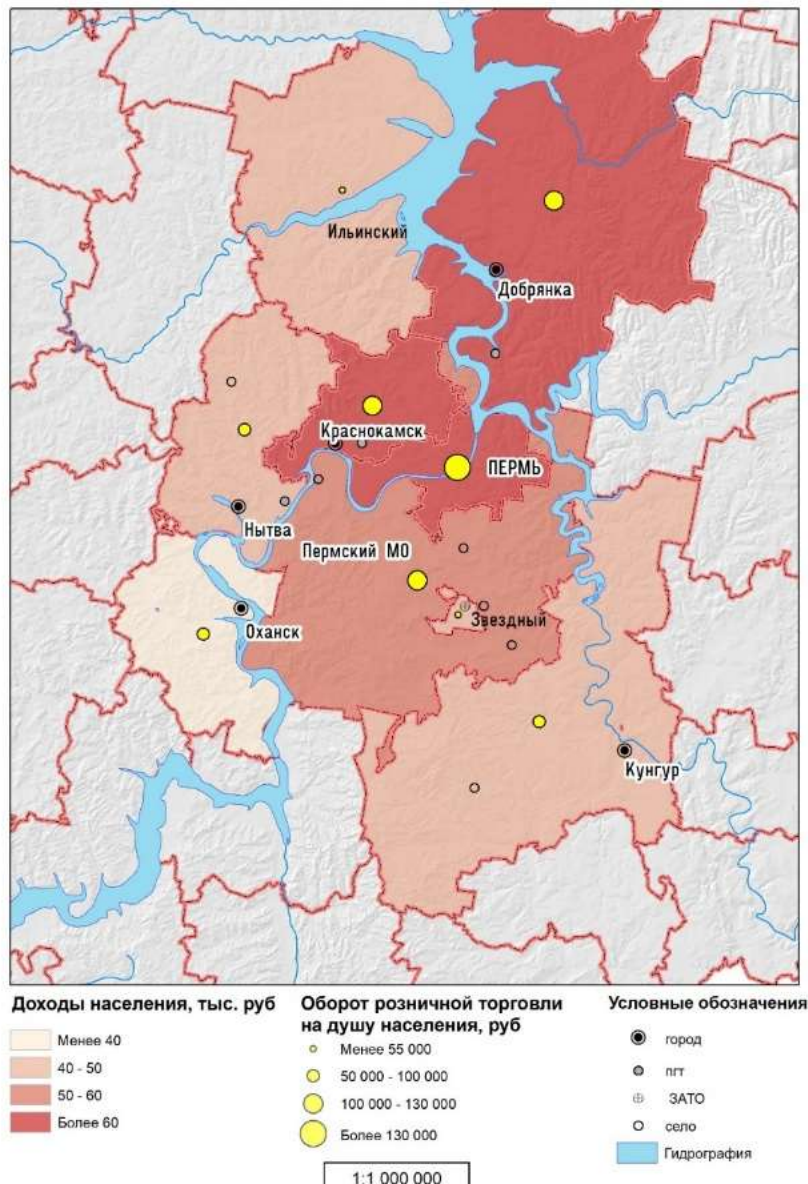 Ильинский
Добрянка
Краснокамск
ПЕРМЬ
Нытва
Пермский МО
Оханск
Звездный
Кунгур
Доходы населения, тыс. руб
Менее 40
40 - 50
50 - 60
Более 60
Оборот розничной торговли
на душу населения, руб
Менее 55 000
50 000 - 100 000
100 000 - 130 000
Более 130 000
1:1 000 000
Условные обозначения
город
пгт
ЗАТО
село
Гидрография